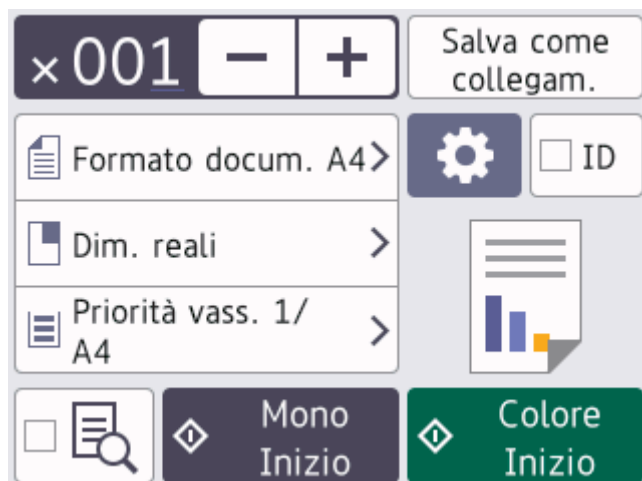 ×001 − +
Salva come
collegam.
Formato docum. A4
ID
Dim. reali
Priorità vass. 1/
A4
Mono
Inizio
Colore
Inizio